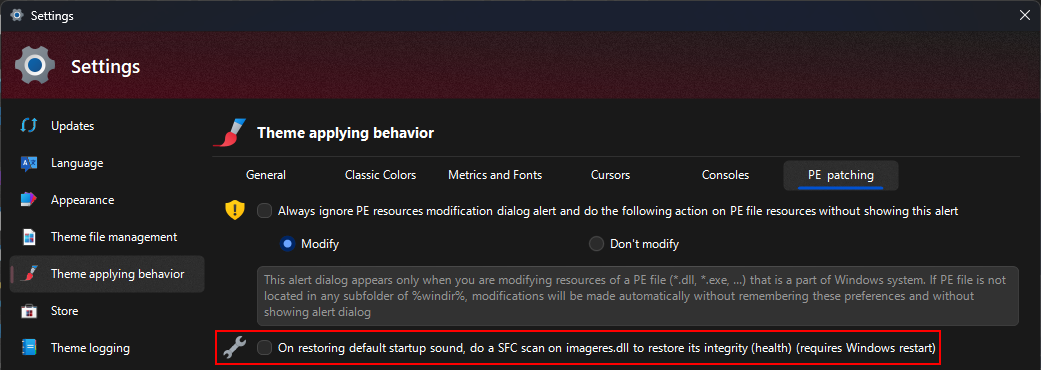 Settings
Settings
Updates
Language
Appearance
Theme file management
Theme applying behavior
Store
Theme logging
Theme applying behavior
General Classic Colors Metrics and Fonts Cursors Consoles PE patching
Always ignore PE resources modification dialog alert and do the following action on PE file resources without showing this alert
Modify Don't modify
This alert dialog appears only when you are modifying resources of a PE file (*.dll, *.exe, ...) that is a part of Windows system. If PE file is not
located in any subfolder of %windir%, modifications will be made automatically without remembering these preferences and without
showing alert dialog
On restoring default startup sound, do a SFC scan on imageres.dll to restore its integrity (health) (requires Windows restart)